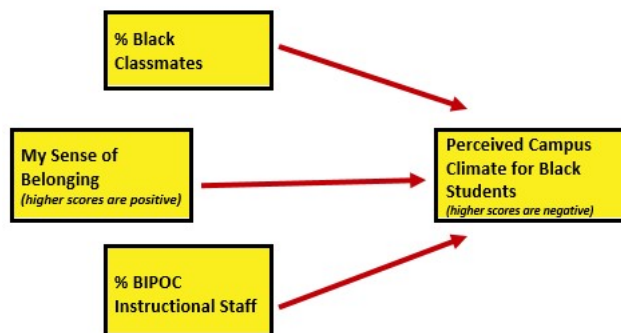 % Black
Classmates
My Sense of
Belonging
(higher scores are positive)
% BIPOC
Instructional Staff
Perceived Campus
Climate for Black
Students
(higher scores are negative)